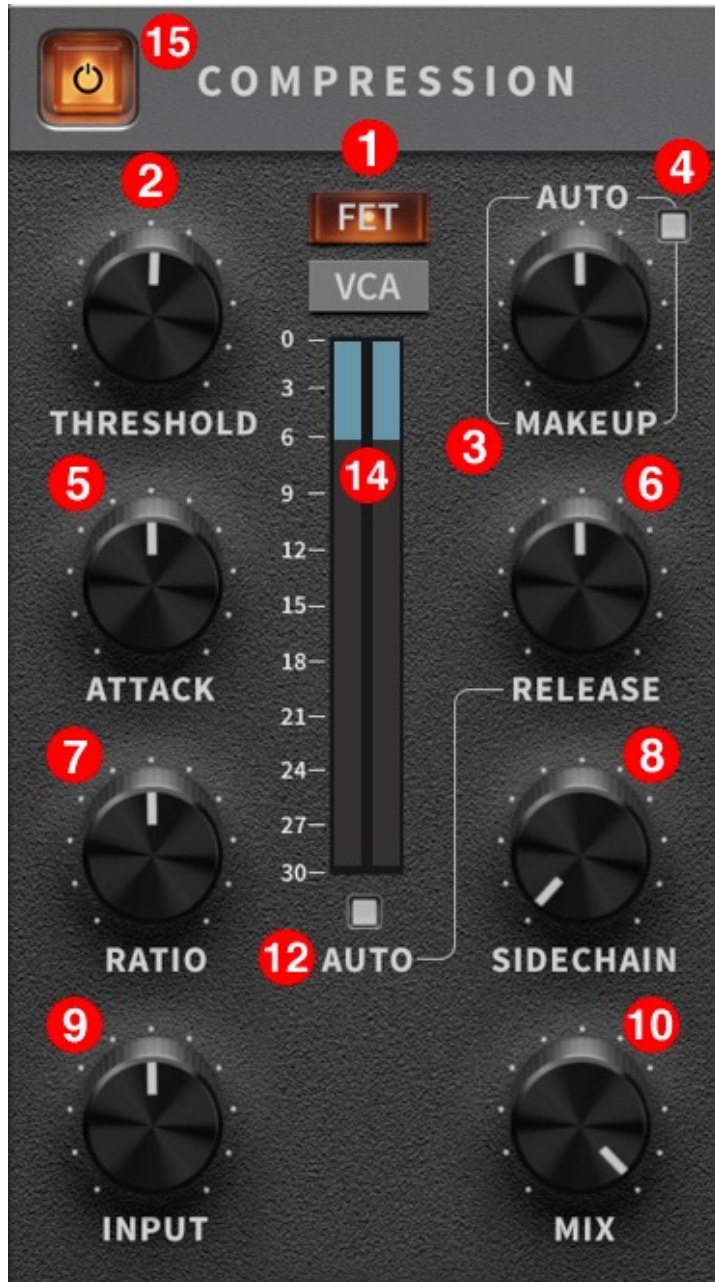 15
COMPRESSION
1
2
4
FET
AUTO
VCA
0
3
THRESHOLD
MAKEUP
6
3
5
14
6
9
12
15
18
ATTACK
RELEASE
21
7
8
24
27
30
RATIO
12
AUTO
SIDECHAIN
9
10
INPUT
MIX